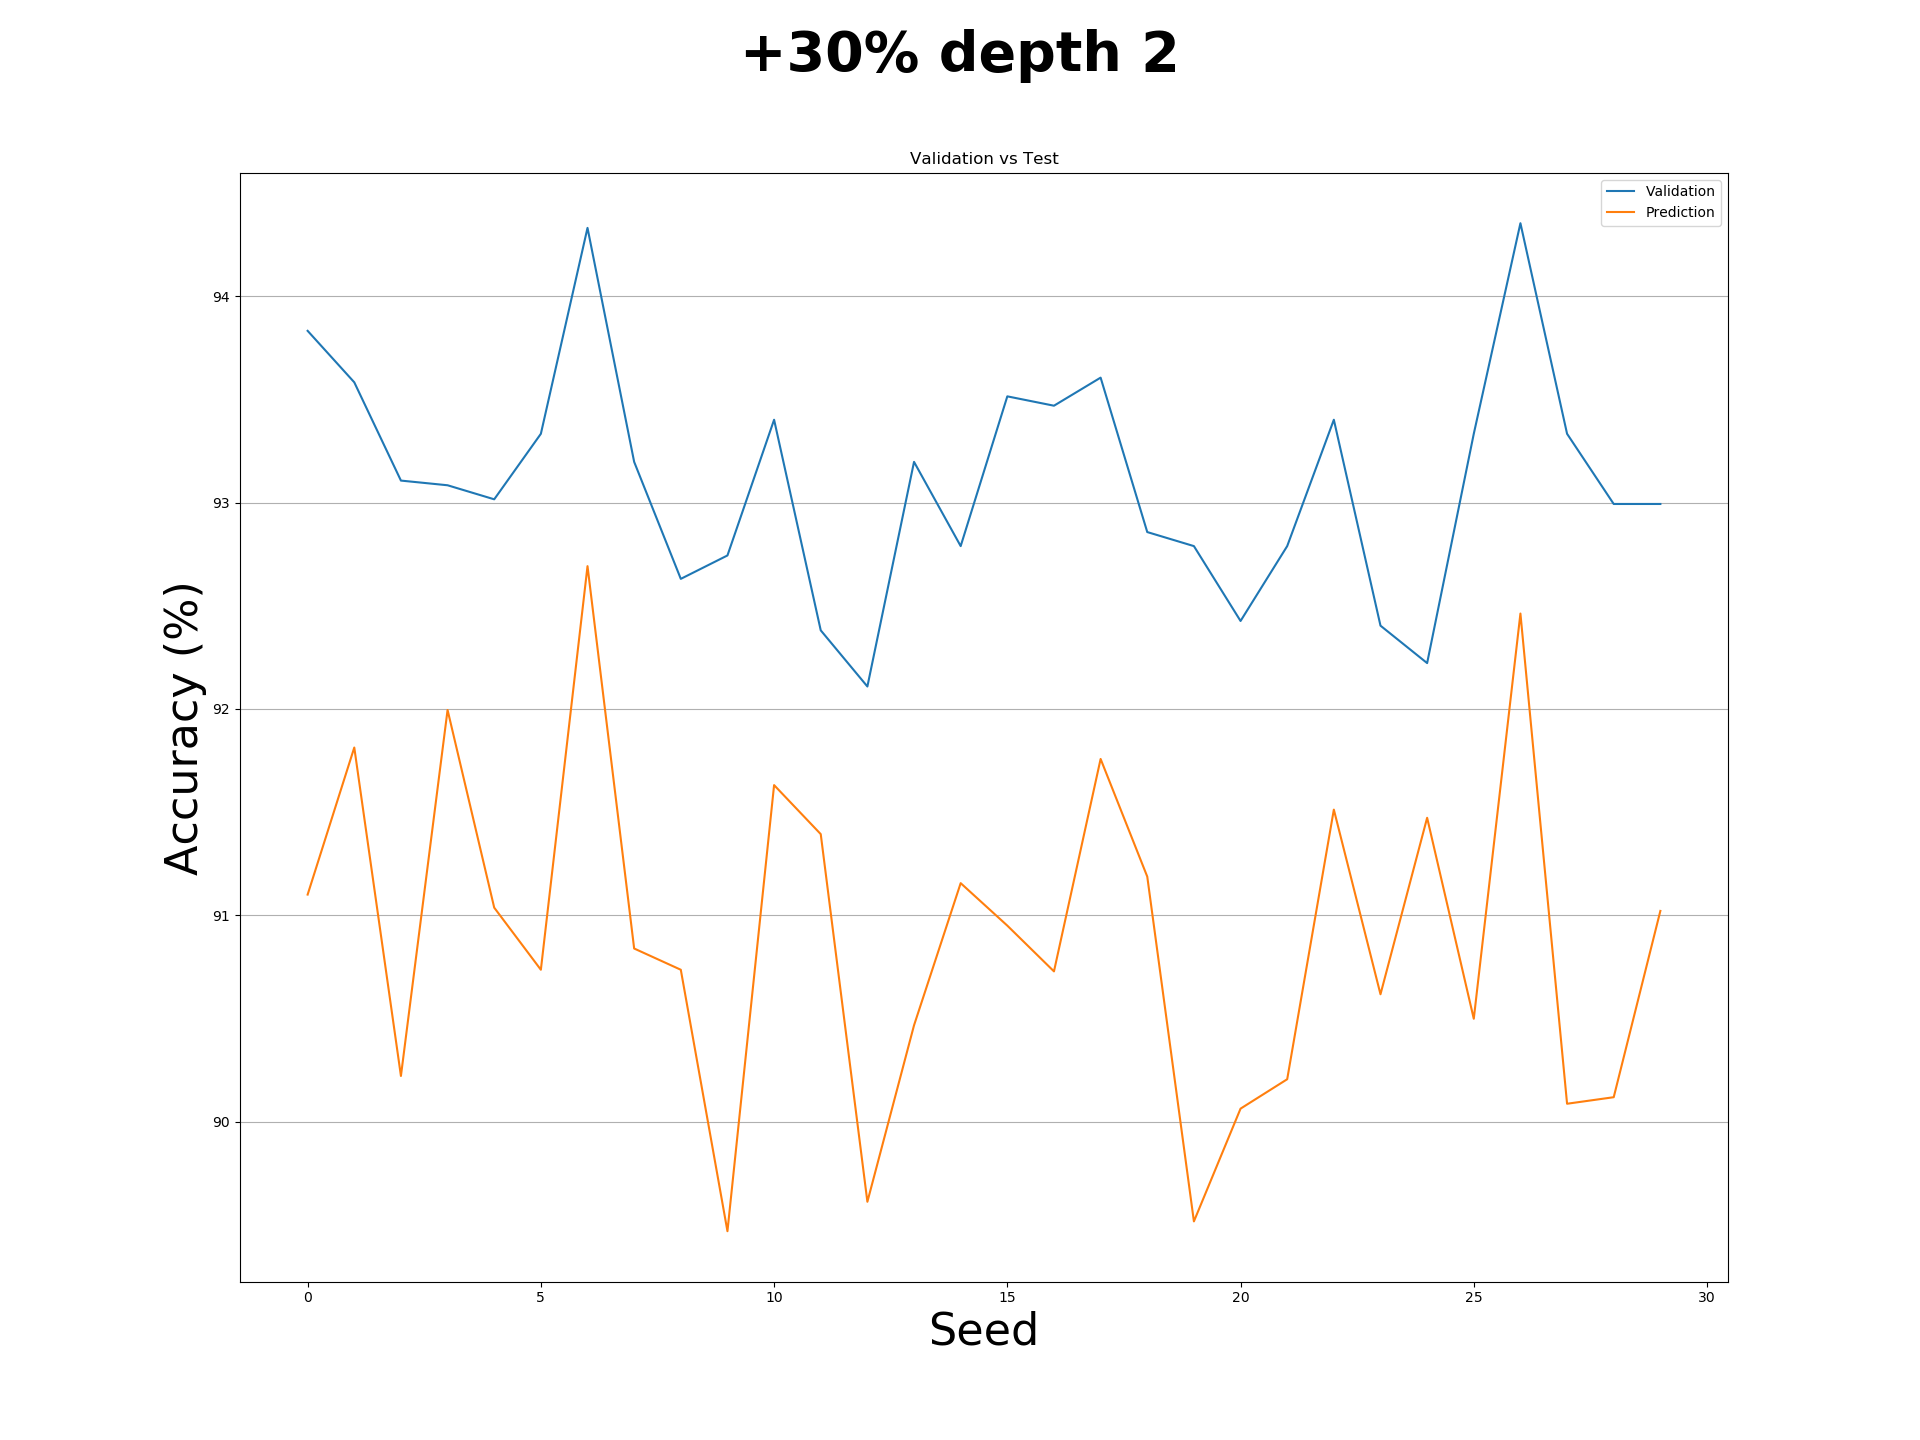 +30% depth 2
Validation vs Test
Validation
Prediction
94
93
92
91
90
Accuracy (%)
0 5 10 15 20 25 30
Seed